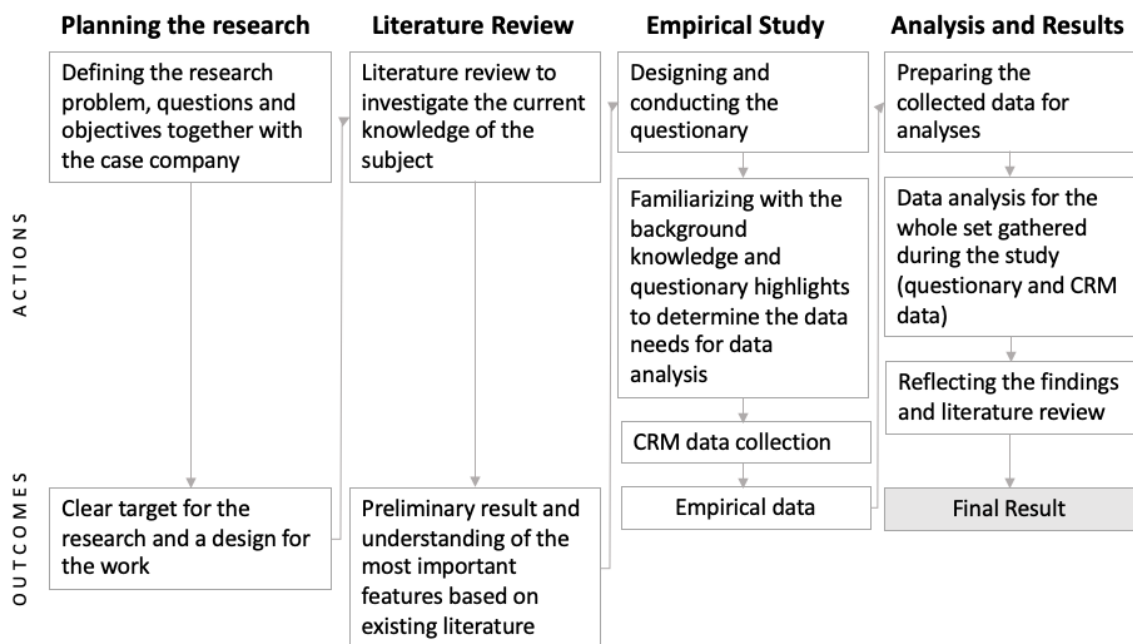 Planning the research
Defining the research
problem, questions and
objectives together with
the case company
Clear target for the
research and a design for
the work
Literature Review
Literature review to
investigate the current
knowledge of the
subject
Preliminary result and
understanding of the
most important
features based on
existing literature
Empirical Study
Designing and
conducting the
questionary
Familiarizing with the
background
knowledge and
questionary highlights
to determine the data
needs for data
analysis
CRM data collection
Empirical data
Analysis and Results
Preparing the
collected data for
analyses
Data analysis for the
whole set gathered
during the study
(questionary and CRM
data)
Reflecting the findings
and literature review
Final Result
ACTIONS
OUTCOMES